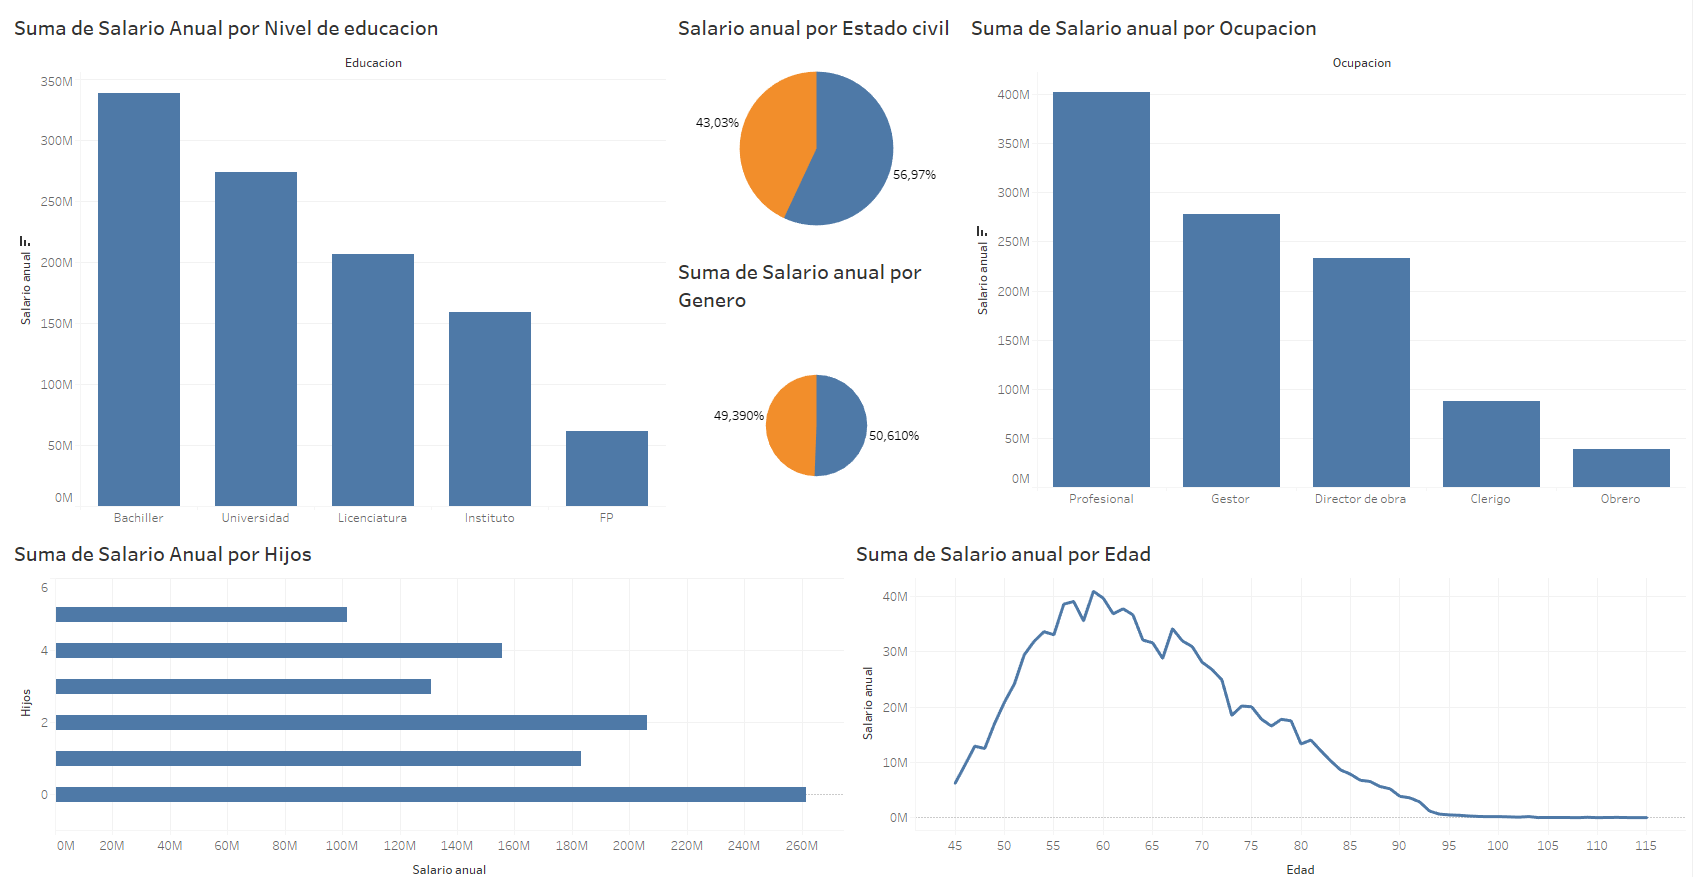 Suma de Salario Anual por Nivel de educacion
Educacion
350M
300M
250M
200M
150M
100M
50M
0M
Salario anual
Bachiller
Universidad
Licenciatura
Instituto
FP
Salario anual por Estado civil
43,03%
56,97%
Suma de Salario anual por
Genero
49,390%
50,610%
Suma de Salario anual por Ocupacion
Ocupacion
400M
350M
300M
250M
200M
150M
100M
50M
0M
Salario anual
Profesional
Gestor
Director de obra
Clerigo
Obrero
Suma de Salario Anual por Hijos
6
4
2
0
Hijos
0M
20M
40M
60M
80M
100M
120M
140M
160M
180M
200M
220M
240M
260M
Salario anual
Suma de Salario anual por Edad
40M
30M
20M
10M
0M
Salario anual
45
50
55
60
65
70
75
80
85
90
95
100
105
110
115
Edad